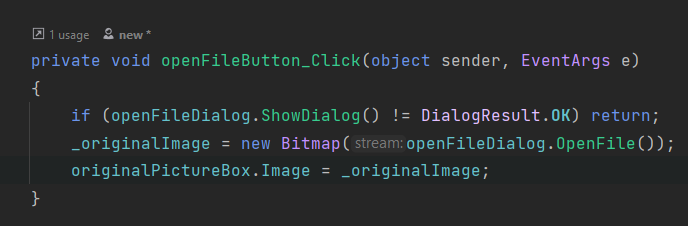 1 usage new *
private void openFileButton_Click(object sender, EventArgs e)
{
if (openFileDialog.ShowDialog() != DialogResult.OK) return;
_originalImage = new Bitmap(stream: openFileDialog.OpenFile());
originalPictureBox.Image = _originalImage;
}